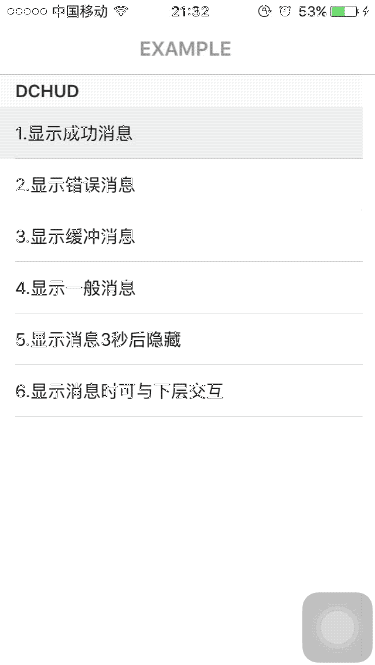 中国移动 21:32 53%
EXAMPLE
DCHUD
1.显示成功消息
2.显示错误消息
3.显示缓冲消息
4.显示一般消息
5.显示消息3秒后隐藏
6.显示消息时可与下层交互